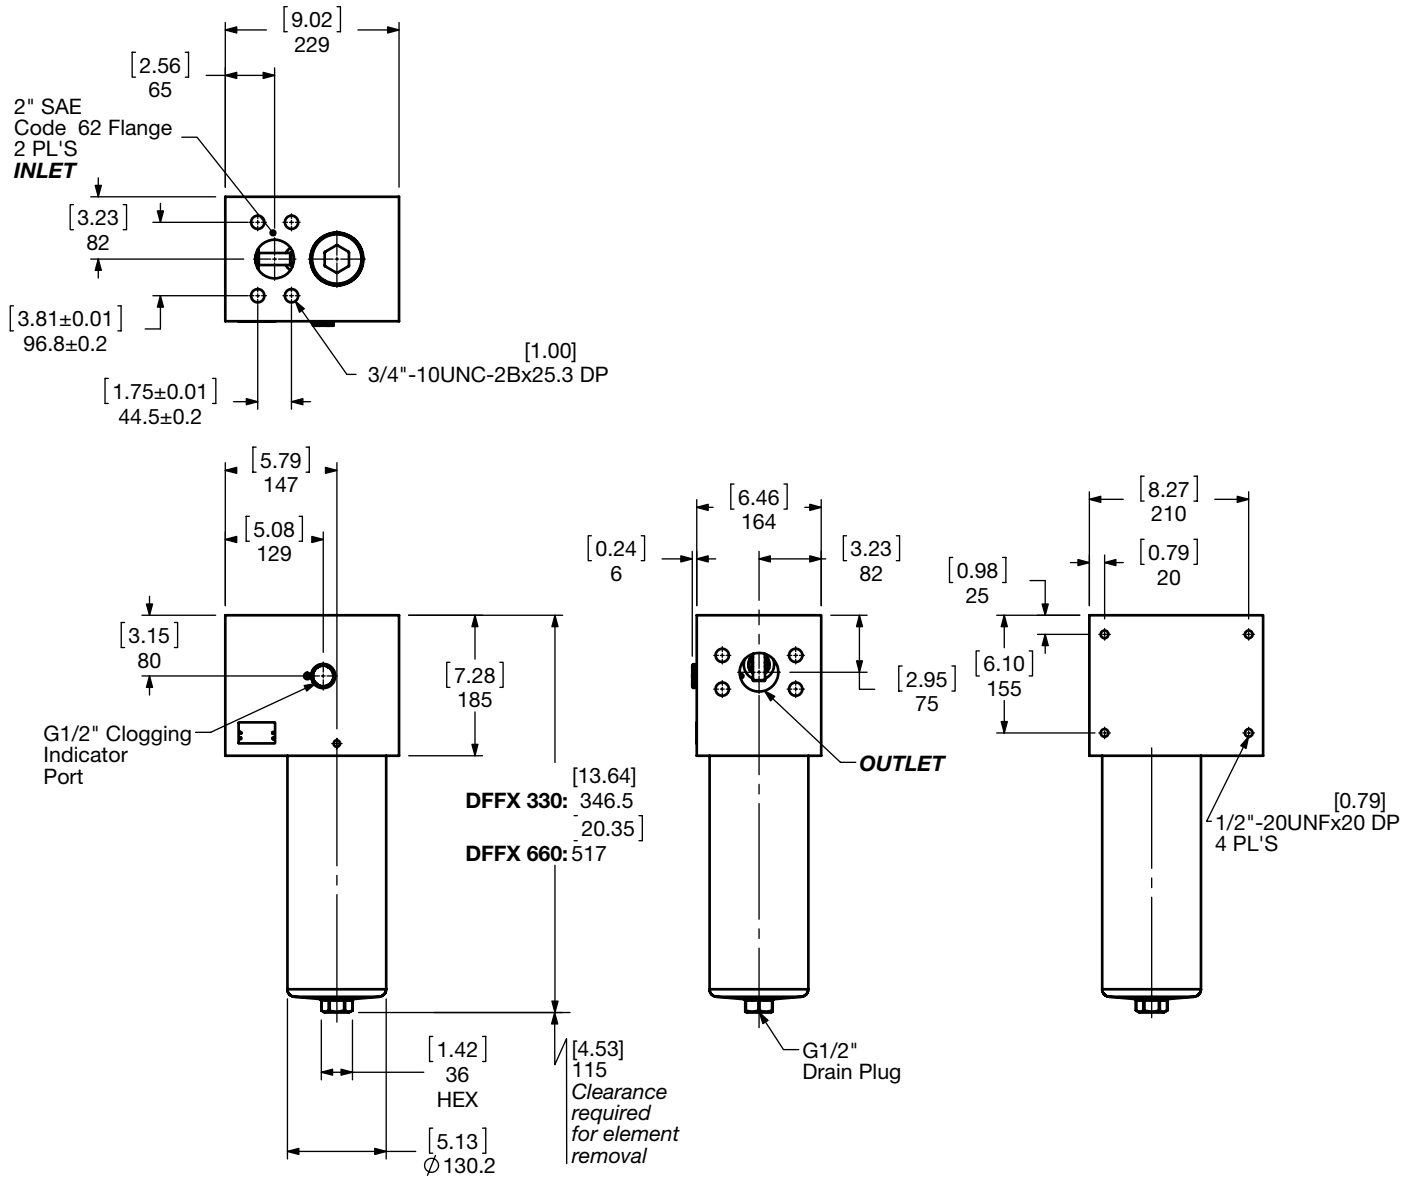 [9.02]
229
[2.56]
65
2" SAE
Code 62 Flange
2 PL'S
INLET
[3.23]
82
[3.81±0.01]
96.8±0.2
[1.00]
3/4"-10UNC-2Bx25.3 DP
[1.75±0.01]
44.5±0.2
[5.79]
147
[5.08]
129
[3.15]
80
[7.28]
185
G1/2" Clogging
Indicator
Port
[13.64]
DFFX 330: 346.5
[20.35]
DFFX 660: 517
[1.42]
36
HEX
[5.13]
Ø130.2
[4.53]
115
Clearance
required
for element
removal
[6.46]
164
[0.24]
6
[3.23]
82
[2.95]
75
OUTLET
G1/2"
Drain Plug
[8.27]
210
[0.79]
20
[0.98]
25
[6.10]
155
[0.79]
1/2"-20UNFx20 DP
4 PL'S